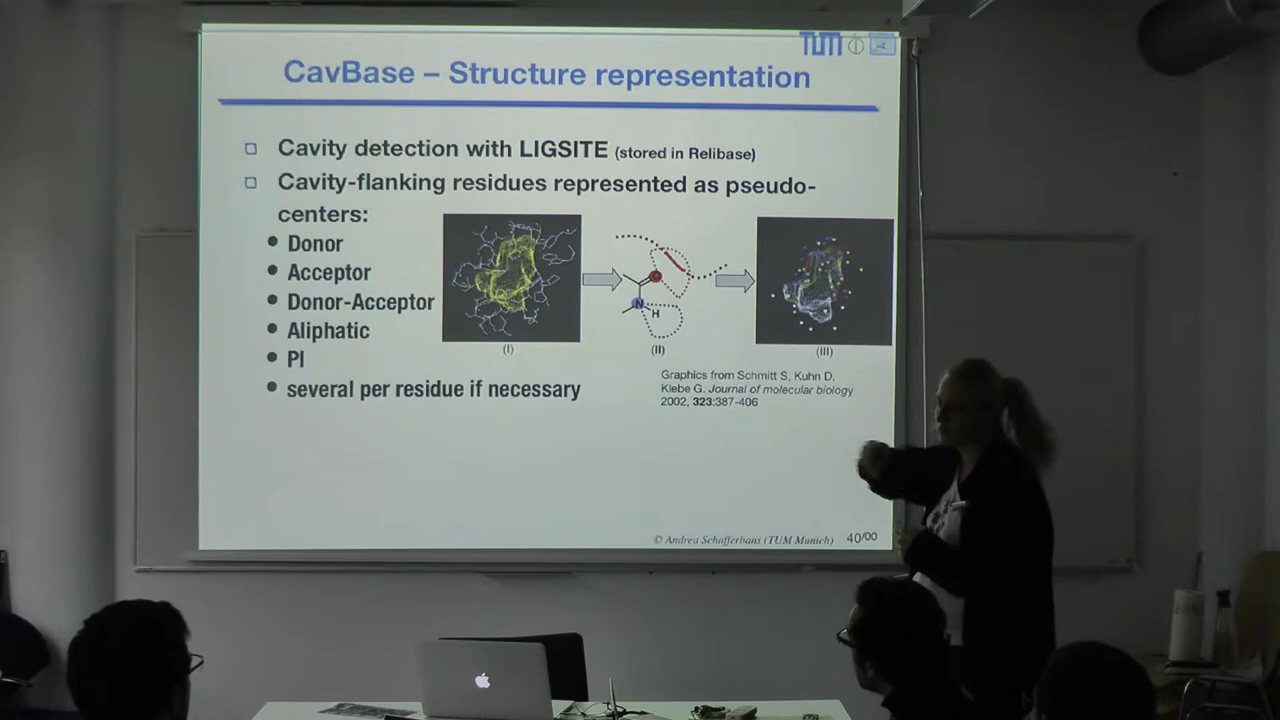 TUM
CavBase – Structure representation
Cavity detection with LIGSITE (stored in Relibase)
Cavity-flanking residues represented as pseudo-
centers:
Donor
Acceptor
Donor-Acceptor
Aliphatic
PI
several per residue if necessary
O
N
H
(I)
(II)
(III)
Graphics from Schmitt S, Kuhn D,
Klebe G. Journal of molecular biology
2002, 323:387-406
© Andrea Schafferhans (TUM Munich) 40/00